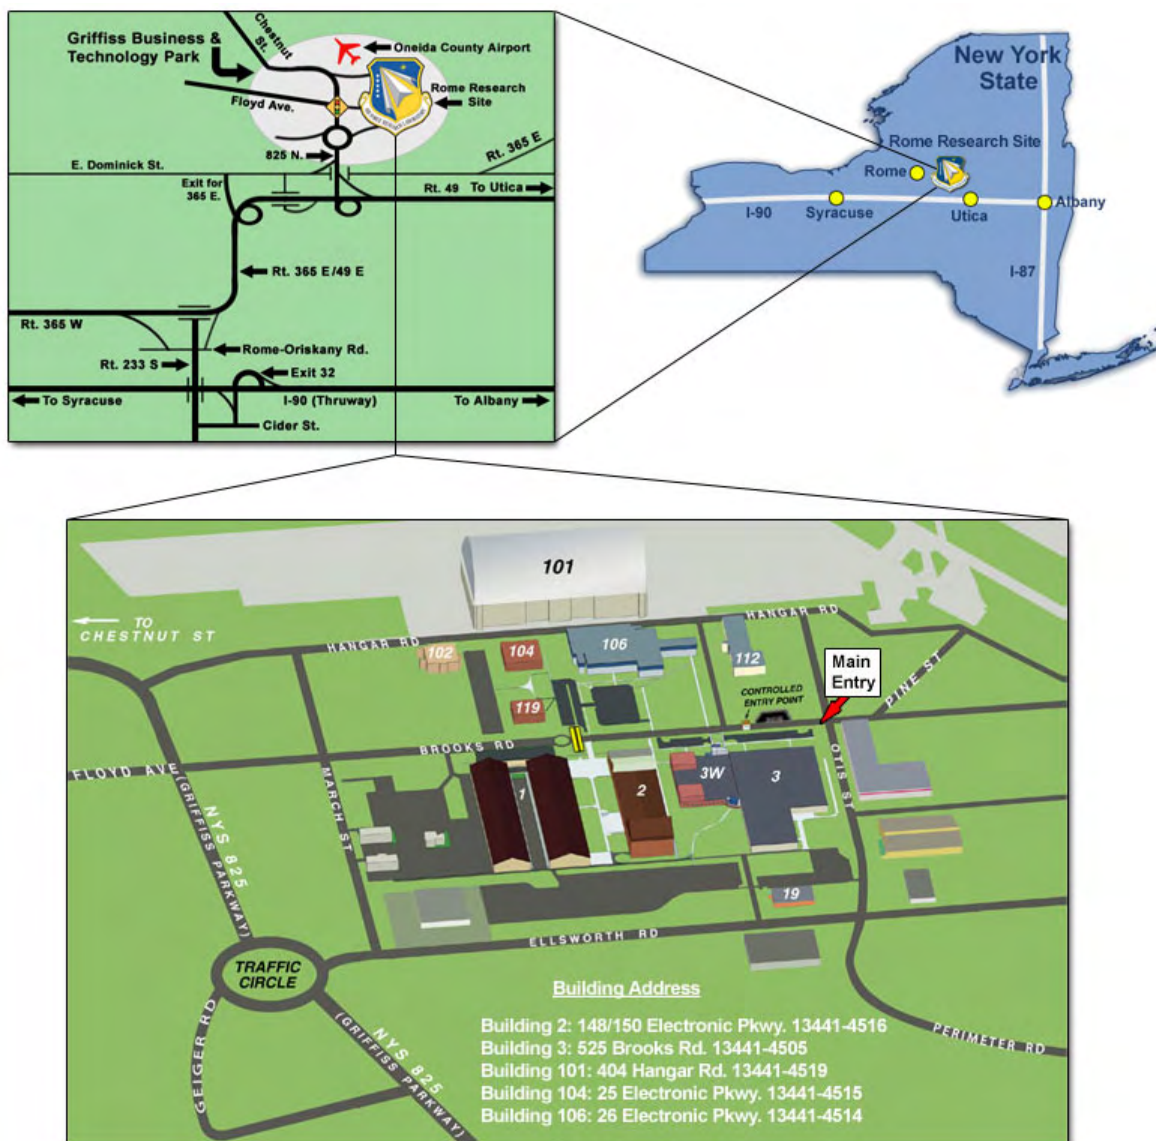 Chestnut
St.
Griffiss Business &
Technology Park
Oneida County Airport
Floyd Ave.
Rome Research
Site
825 N.
Rt. 365 E
E. Dominick St.
Exit for
365 E.
Rt. 49
To Utica
Rt. 365 E/49 E
Rt. 365 W
Rome-Oriskany Rd.
Rt. 233 S
Exit 32
To Syracuse
I-90 (Thruway)
To Albany
Cider St.
New York
State
Rome Research Site
Rome
I-90
Syracuse
Utica
Albany
I-87
101
TO
CHESTNUT ST
HANGAR RD
HANGAR RD
102
104
106
112
119
Main
Entry
PINE ST
CONTROLLED
ENTRY POINT
BROOKS RD
FLOYD AVE
OTIS ST
MARCH ST
1
2
3W
3
19
NYS 825
(GRIFFISS PARKWAY)
ELLSWORTH RD
TRAFFIC
CIRCLE
GEIGER RD
NYS 825
(GRIFFISS PARKWAY)
PERIMETER RD
Building Address
Building 2: 148/150 Electronic Pkwy. 13441-4516
Building 3: 525 Brooks Rd. 13441-4505
Building 101: 404 Hangar Rd. 13441-4519
Building 104: 25 Electronic Pkwy. 13441-4515
Building 106: 26 Electronic Pkwy. 13441-4514